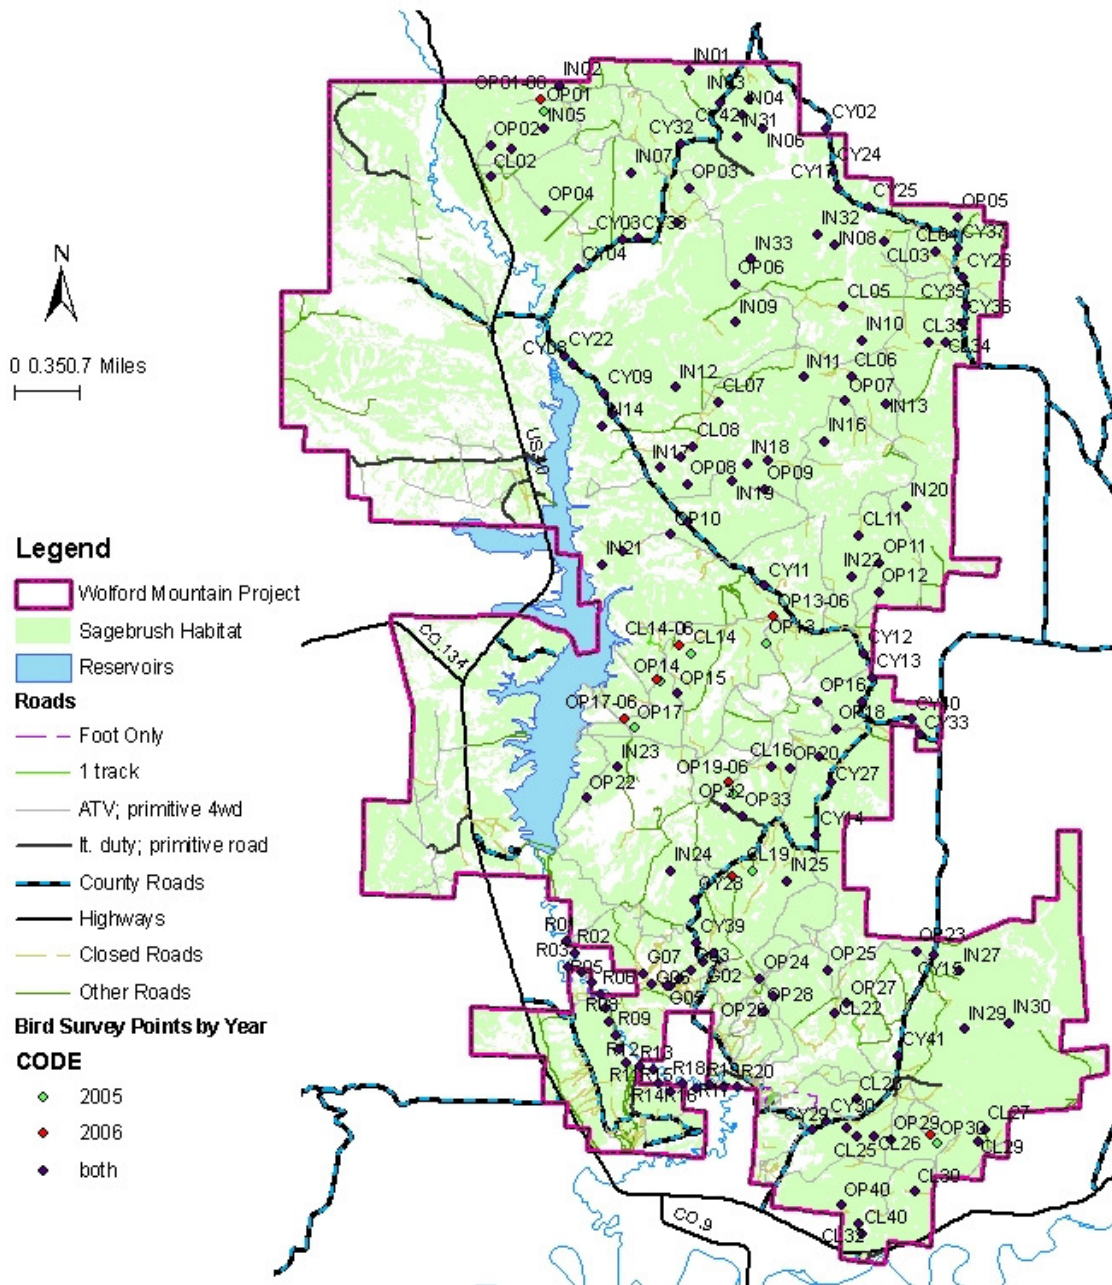 N
0 0.350.7 Miles
Legend
Wolford Mountain Project
Sagebrush Habitat
Reservoirs
Roads
Foot Only
1 track
ATV; primitive 4wd
lt. duty; primitive road
County Roads
Highways
Closed Roads
Other Roads
Bird Survey Points by Year
CODE
2005
2006
both
IN01
IN02
OP01-06
OP01
IN05
IN03
IN04
CY42
IN31
IN06
CY02
OP02
CL02
CY32
IN07
OP03
CY24
CY25
OP04
OP05
CY03
CY04
IN32
IN08
CL03
CY37
CY26
IN33
OP06
CY35
CY36
CL05
IN09
IN10
CL35
CL34
CY22
CY09
IN14
IN12
CL07
IN11
CL06
OP07
IN13
CL08
IN16
IN17
OP08
IN18
OP09
IN19
IN20
OP10
CL11
IN21
OP11
IN22
OP12
CY11
OP13-06
OP13
CL14-06
CL14
CY12
CY13
CO.134
OP14
OP15
OP17-06
OP17
OP16
OP18
CY40
CY33
IN23
OP22
OP19-06
CL16
OP20
CY27
OP32
OP33
CY14
IN24
CL19
IN25
CY28
CY39
R02
R03
R05
R06
G07
G02
G05
OP23
CY15
IN27
OP24
OP25
OP28
OP27
CL22
R09
R12
R13
R15
R14
R18
R19
R20
R17
IN29
IN30
CY41
CY29
CY30
CL25
CL26
OP29
OP30
CL27
CL29
CL30
OP40
CL40
CL32
CO.9